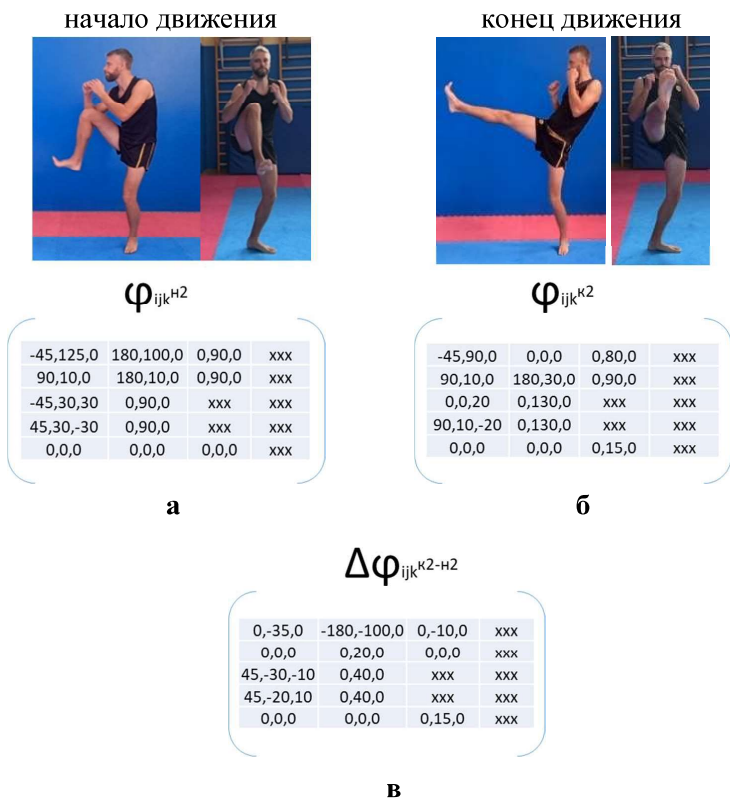 начало движения
конец движения
φijkн2
φijkк2
-45,125,0 180,100,0 0,90,0 xxx
90,10,0 180,10,0 0,90,0 xxx
-45,30,30 0,90,0 xxx xxx
45,30,-30 0,90,0 xxx xxx
0,0,0 0,0,0 0,0,0 xxx
-45,90,0 0,0,0 0,80,0 xxx
90,10,0 180,30,0 0,90,0 xxx
0,0,20 0,130,0 xxx xxx
90,10,-20 0,130,0 xxx xxx
0,0,0 0,0,0 0,15,0 xxx
а
б
Δφijkк2-н2
0,-35,0 -180,-100,0 0,-10,0 xxx
0,0,0 0,20,0 0,0,0 xxx
45,-30,-10 0,40,0 xxx xxx
45,-20,10 0,40,0 xxx xxx
0,0,0 0,0,0 0,15,0 xxx
в